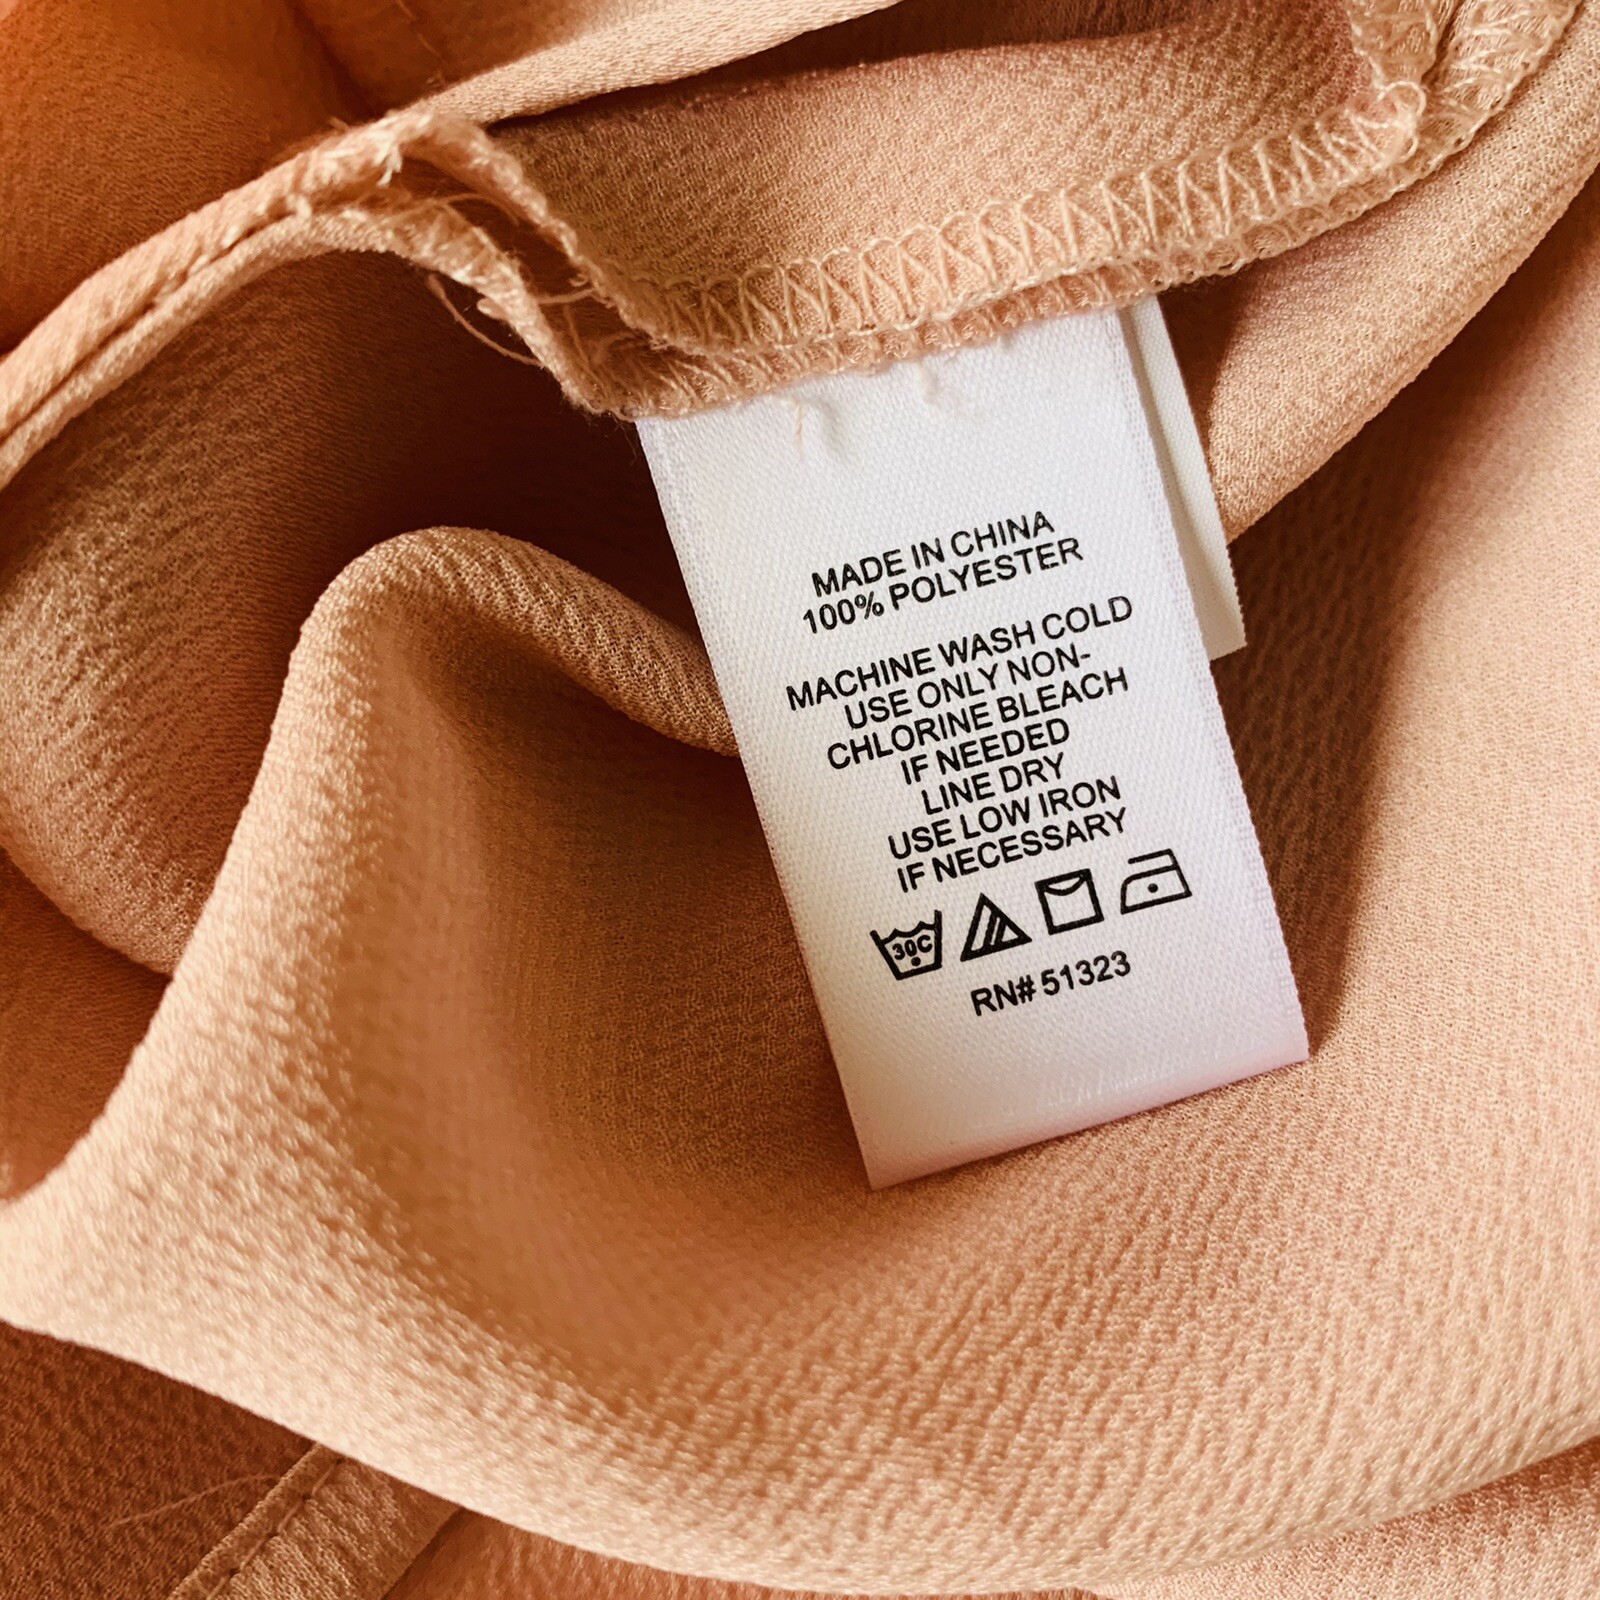 MADE IN CHINA
100% POLYESTER
MACHINE WASH COLD
USE ONLY NON-
CHLORINE BLEACH
IF NEEDED
LINE DRY
USE LOW IRON
IF NECESSARY
30C
RN# 51323